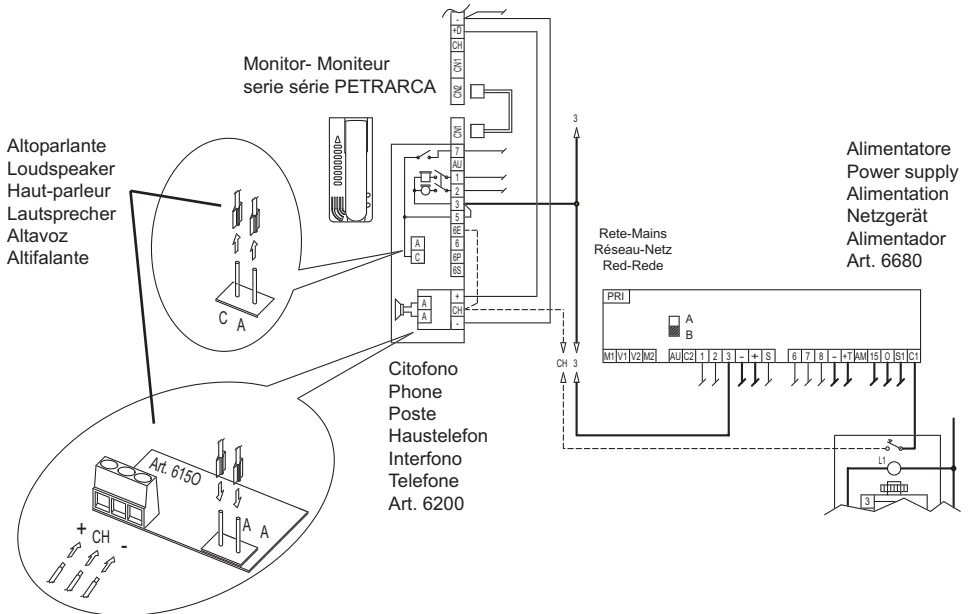 -
+D
CH
CN1
CN2
Monitor- Moniteur
serie série PETRARCA
CN1
7
AU
1
2
3
5
6E
6
6P
6S
A
C
+
CH
-
A
A
3
Altoparlante
Loudspeaker
Haut-parleur
Lautsprecher
Altavoz
Altifalante
C A
Alimentatore
Power supply
Alimentation
Netzgerät
Alimentador
Art. 6680
Rete-Mains
Réseau-Netz
Red-Rede
PRI
A
B
M1 V1 V2 M2 AU C2 1 2 3 - + S 6 7 8 - +T AM 15 0 S1 C1
CH 3
Citofono
Phone
Poste
Haustelefon
Interfono
Telefone
Art. 6200
L1
3
Art. 615O
A A
+ CH -